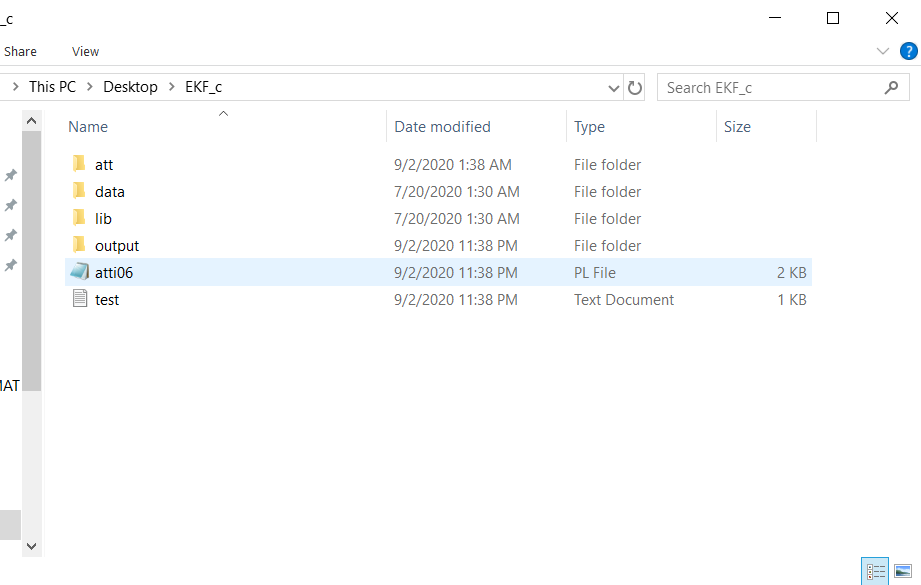 _c
Share View ?
This PC Desktop EKF_c Search EKF_c
Name Date modified Type Size
att 9/2/2020 1:38 AM File folder
data 7/20/2020 1:30 AM File folder
lib 7/20/2020 1:30 AM File folder
output 9/2/2020 11:38 PM File folder
atti06 9/2/2020 11:38 PM PL File 2 KB
test 9/2/2020 11:38 PM Text Document 1 KB
MAT